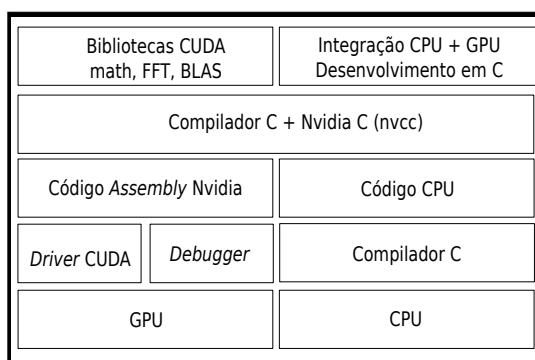 Bibliotecas CUDA
math, FFT, BLAS
Integração CPU + GPU
Desenvolvimento em C
Compilador C + Nvidia C (nvcc)
Código Assembly Nvidia
Código CPU
Driver CUDA
Debugger
Compilador C
GPU
CPU